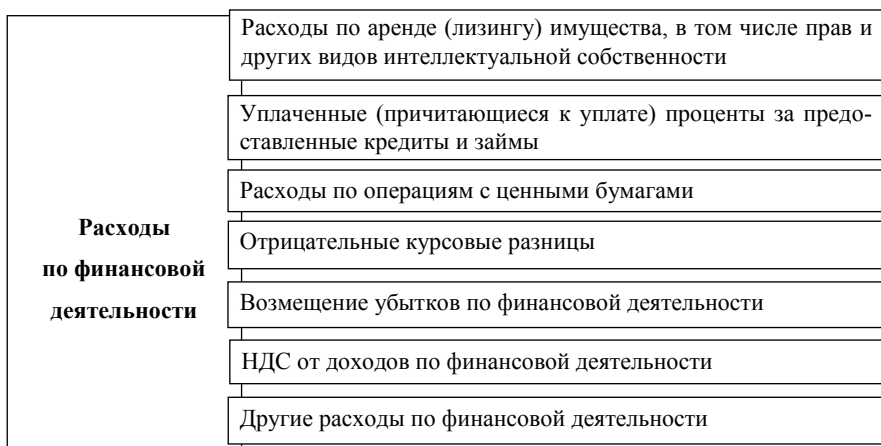 Расходы по аренде (лизингу) имущества, в том числе прав и
других видов интеллектуальной собственности
Уплаченные (причитающиеся к уплате) проценты за предо-
ставленные кредиты и займы
Расходы по операциям с ценными бумагами
Расходы
по финансовой
деятельности
Отрицательные курсовые разницы
Возмещение убытков по финансовой деятельности
НДС от доходов по финансовой деятельности
Другие расходы по финансовой деятельности